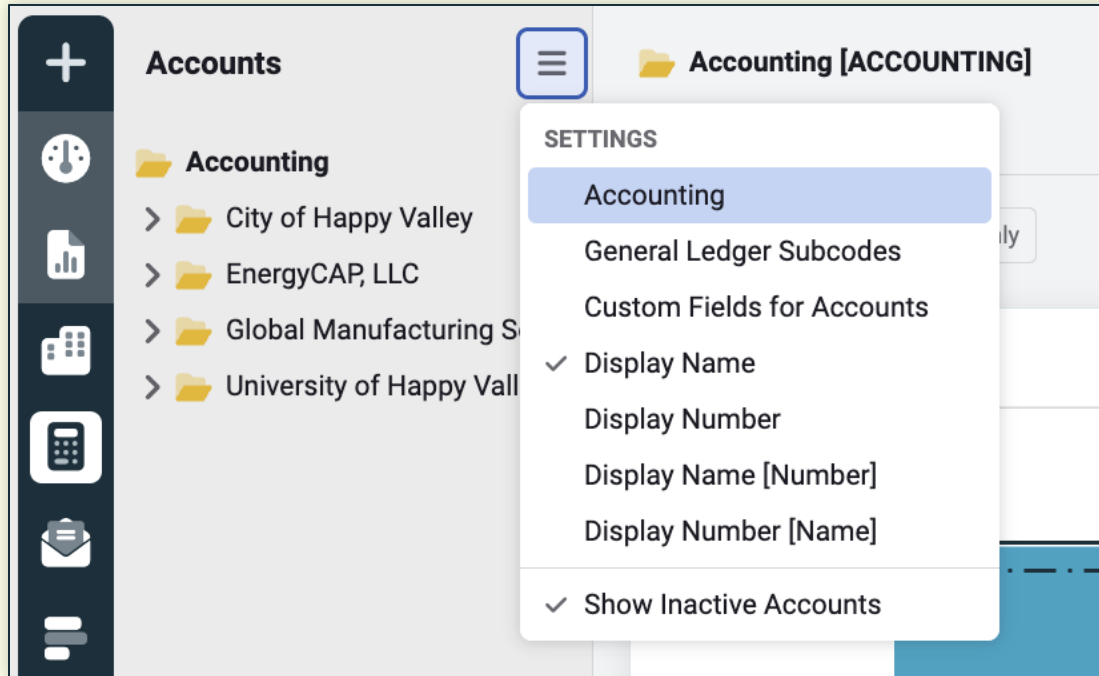 Accounts
Accounting [ACCOUNTING]
SETTINGS
Accounting
Accounting
City of Happy Valley
General Ledger Subcodes
EnergyCAP, LLC
Custom Fields for Accounts
Global Manufacturing
Display Name
University of Happy
Display Number
Display Name [Number]
Display Number [Name]
Show Inactive Accounts